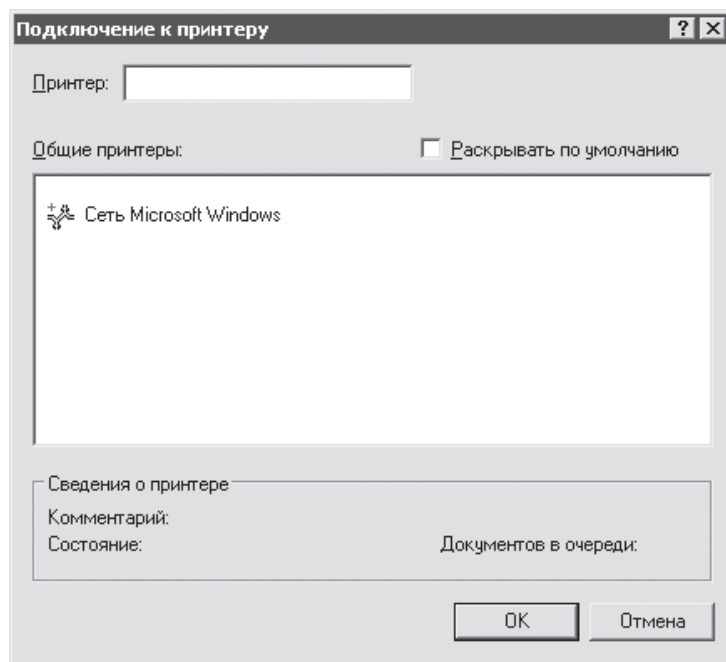 Подключение к принтеру
Принтер:
Общие принтеры:
Раскрывать по умолчанию
Сеть Microsoft Windows
Сведения о принтере
Комментарий:
Состояние:
Документов в очереди:
OK
Отмена